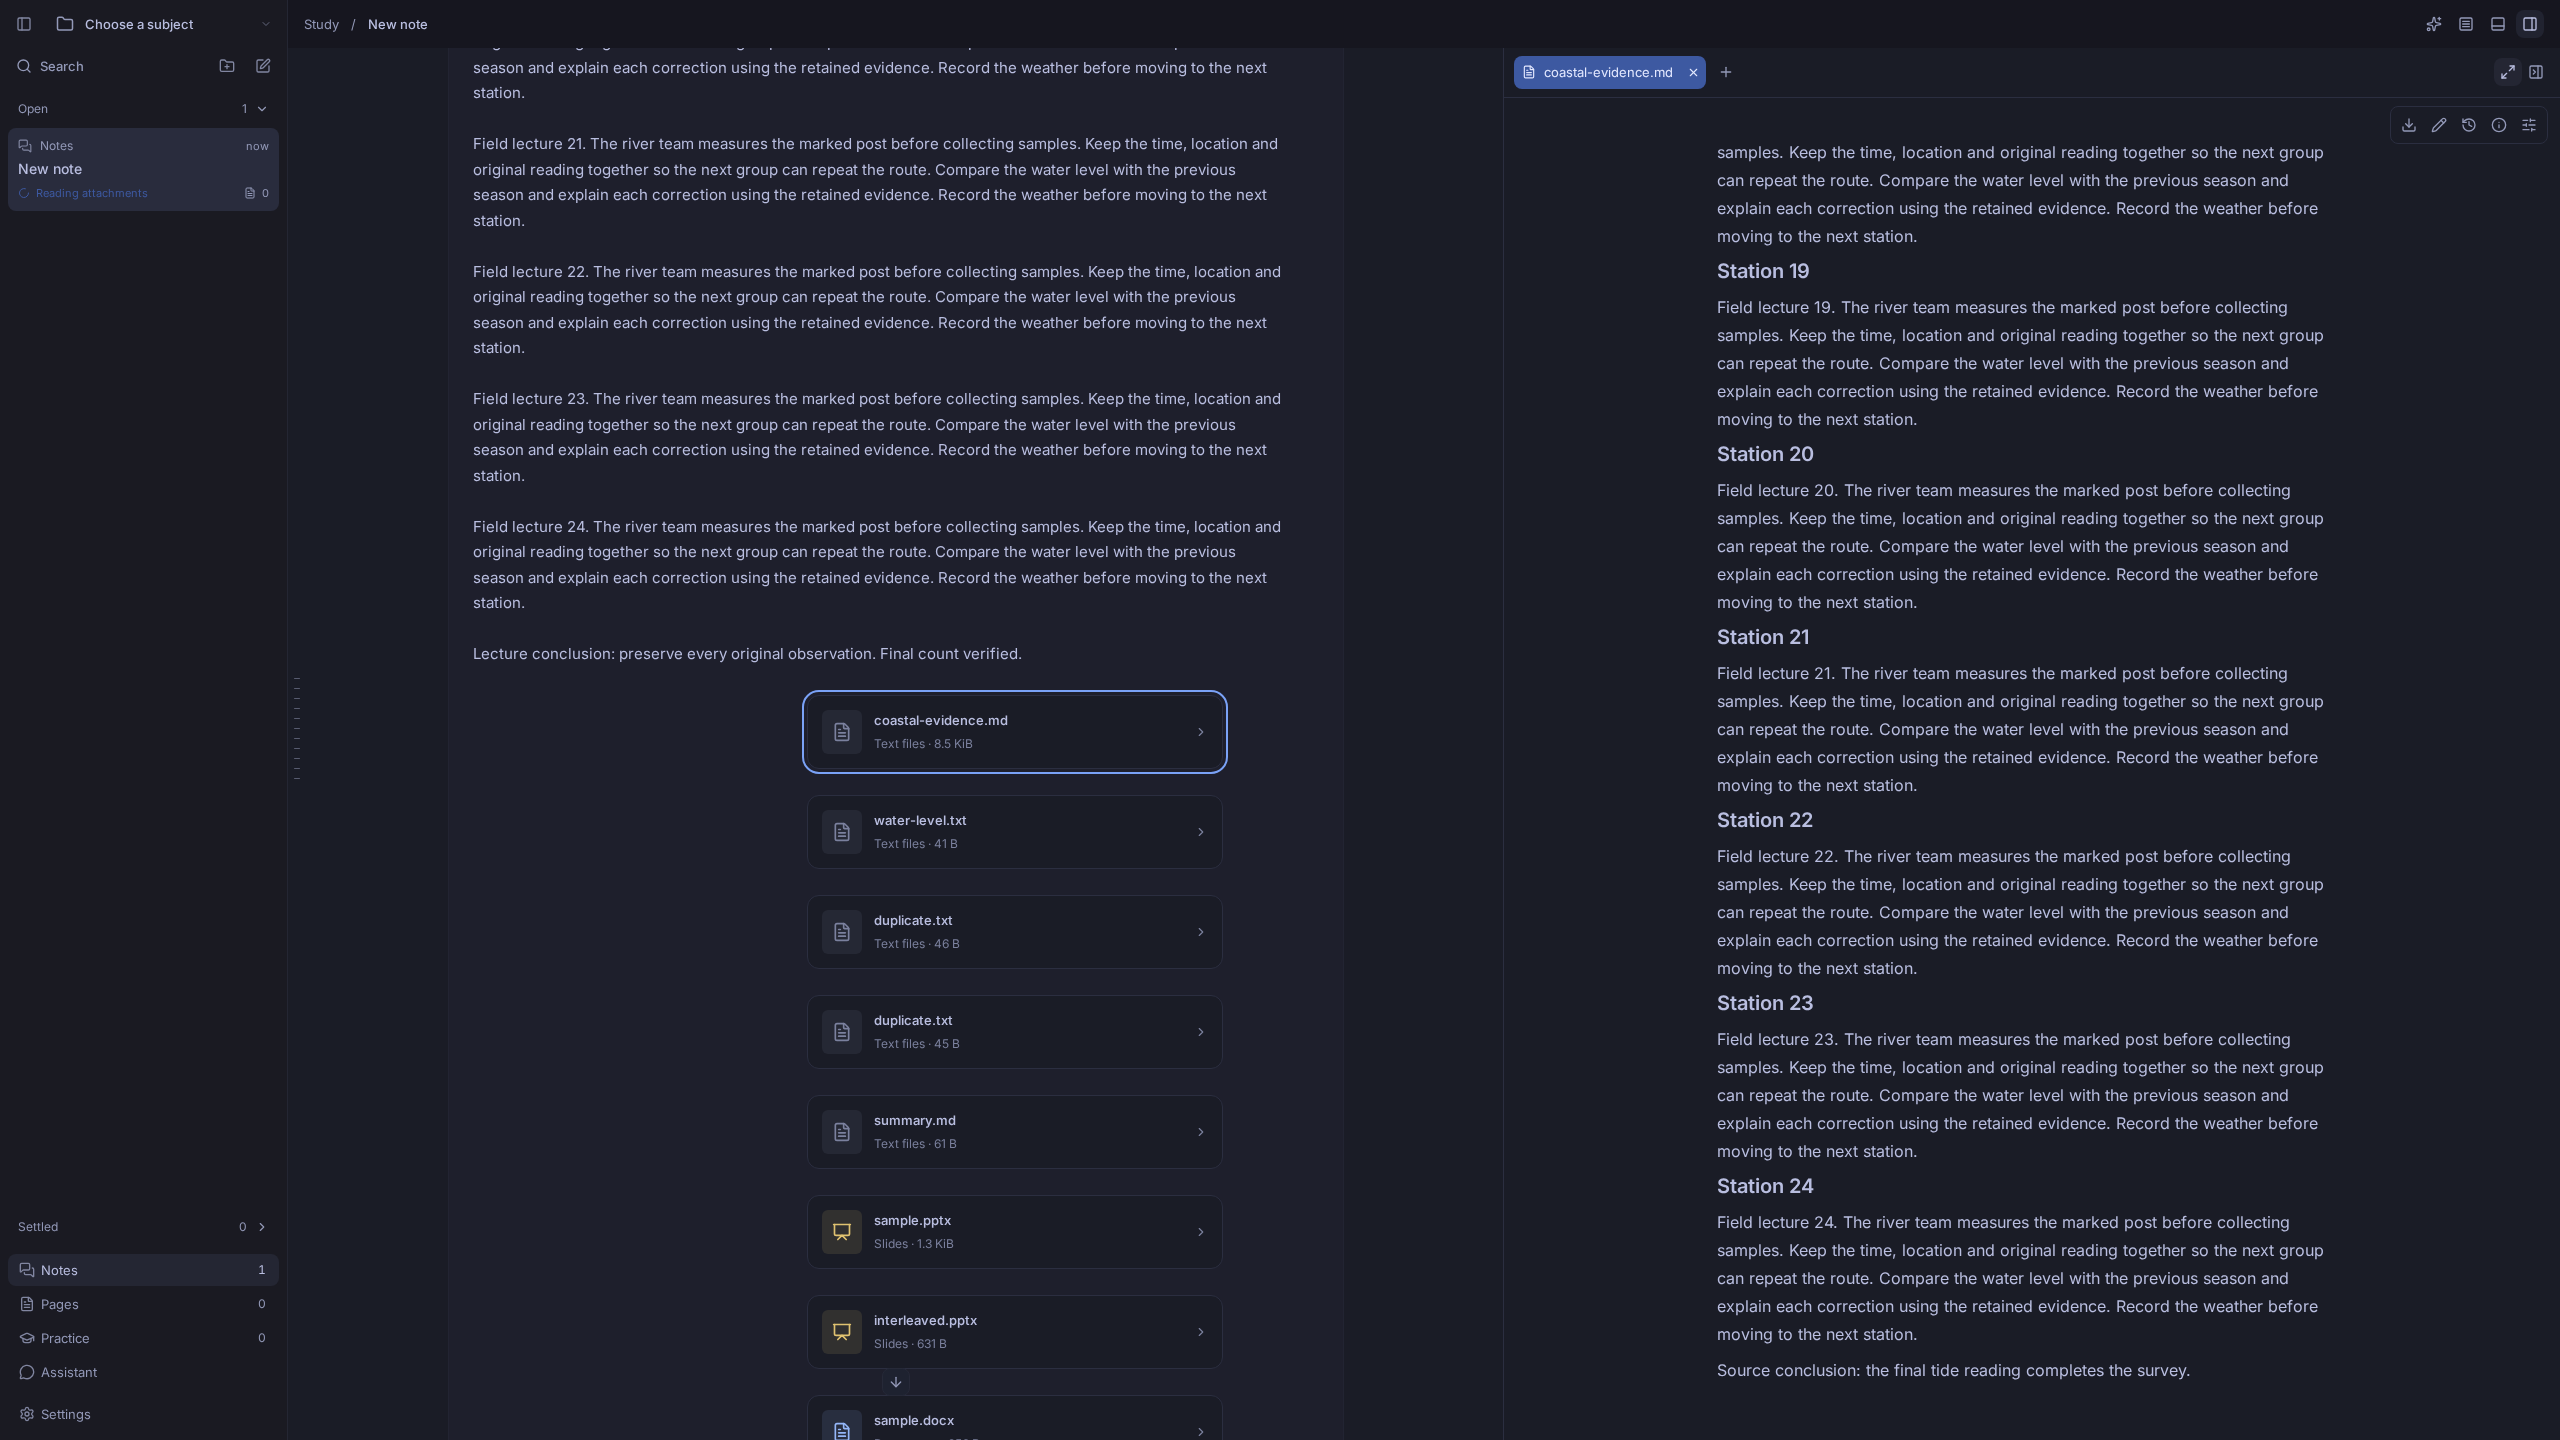 Choose a subject
Search
Open 1
Notes now
New note
Reading attachments 0
Settled 0
Notes 1
Pages 0
Practice 0
Assistant
Settings
Study / New note
season and explain each correction using the retained evidence. Record the weather before moving to the next
station.
Field lecture 21. The river team measures the marked post before collecting samples. Keep the time, location and
original reading together so the next group can repeat the route. Compare the water level with the previous
season and explain each correction using the retained evidence. Record the weather before moving to the next
station.
Field lecture 22. The river team measures the marked post before collecting samples. Keep the time, location and
original reading together so the next group can repeat the route. Compare the water level with the previous
season and explain each correction using the retained evidence. Record the weather before moving to the next
station.
Field lecture 23. The river team measures the marked post before collecting samples. Keep the time, location and
original reading together so the next group can repeat the route. Compare the water level with the previous
season and explain each correction using the retained evidence. Record the weather before moving to the next
station.
Field lecture 24. The river team measures the marked post before collecting samples. Keep the time, location and
original reading together so the next group can repeat the route. Compare the water level with the previous
season and explain each correction using the retained evidence. Record the weather before moving to the next
station.
Lecture conclusion: preserve every original observation. Final count verified.
coastal-evidence.md
Text files · 8.5 KiB
water-level.txt
Text files · 41 B
duplicate.txt
Text files · 46 B
duplicate.txt
Text files · 45 B
summary.md
Text files · 61 B
sample.pptx
Slides · 1.3 KiB
interleaved.pptx
Slides · 631 B
sample.docx
coastal-evidence.md
samples. Keep the time, location and original reading together so the next group
can repeat the route. Compare the water level with the previous season and
explain each correction using the retained evidence. Record the weather before
moving to the next station.
Station 19
Field lecture 19. The river team measures the marked post before collecting
samples. Keep the time, location and original reading together so the next group
can repeat the route. Compare the water level with the previous season and
explain each correction using the retained evidence. Record the weather before
moving to the next station.
Station 20
Field lecture 20. The river team measures the marked post before collecting
samples. Keep the time, location and original reading together so the next group
can repeat the route. Compare the water level with the previous season and
explain each correction using the retained evidence. Record the weather before
moving to the next station.
Station 21
Field lecture 21. The river team measures the marked post before collecting
samples. Keep the time, location and original reading together so the next group
can repeat the route. Compare the water level with the previous season and
explain each correction using the retained evidence. Record the weather before
moving to the next station.
Station 22
Field lecture 22. The river team measures the marked post before collecting
samples. Keep the time, location and original reading together so the next group
can repeat the route. Compare the water level with the previous season and
explain each correction using the retained evidence. Record the weather before
moving to the next station.
Station 23
Field lecture 23. The river team measures the marked post before collecting
samples. Keep the time, location and original reading together so the next group
can repeat the route. Compare the water level with the previous season and
explain each correction using the retained evidence. Record the weather before
moving to the next station.
Station 24
Field lecture 24. The river team measures the marked post before collecting
samples. Keep the time, location and original reading together so the next group
can repeat the route. Compare the water level with the previous season and
explain each correction using the retained evidence. Record the weather before
moving to the next station.
Source conclusion: the final tide reading completes the survey.